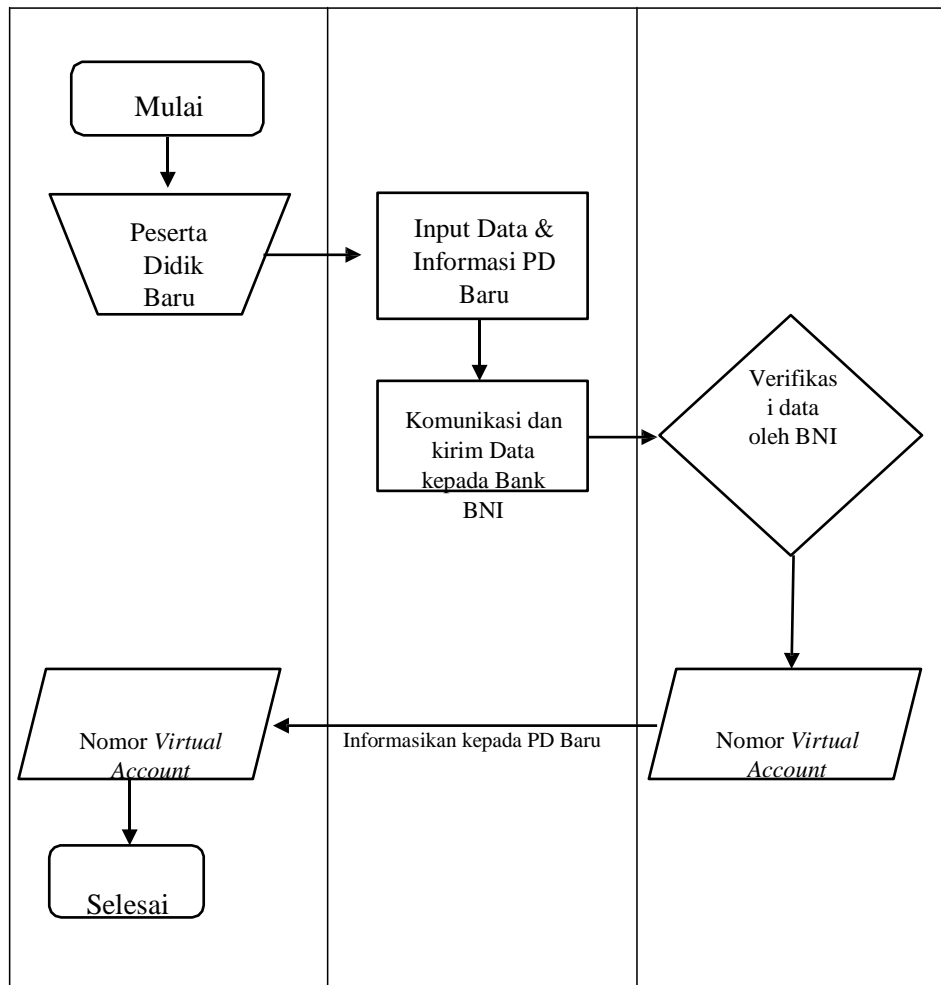 Mulai
Peserta
Didik
Baru
Input Data &
Informasi PD
Baru
Komunikasi dan
kirim Data
kepada Bank
BNI
Verifikas
i data
oleh BNI
Nomor Virtual
Account
Informasikan kepada PD Baru
Nomor Virtual
Account
Selesai